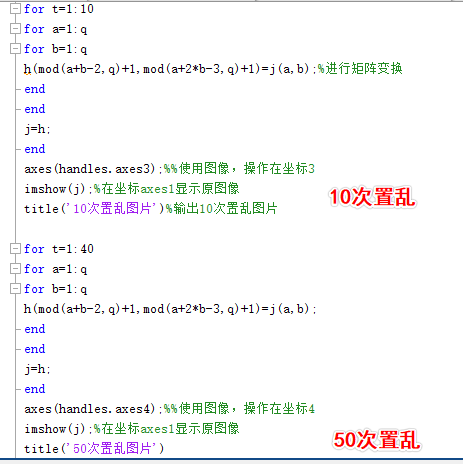 for t=1:10
for a=1:q
for b=1:q
h(mod(a+b-2,q)+1,mod(a+2*b-3,q)+1)=j(a,b);%进行矩阵变换
end
end
j=h;
end
axes(handles.axes3);%%使用图像，操作在坐标3
imshow(j);%在坐标axes1显示原图像
title('10次置乱图片')%输出10次置乱图片
10次置乱
for t=1:40
for a=1:q
for b=1:q
h(mod(a+b-2,q)+1,mod(a+2*b-3,q)+1)=j(a,b);
end
end
j=h;
end
axes(handles.axes4);%%使用图像，操作在坐标4
imshow(j);%在坐标axes1显示原图像
title('50次置乱图片')
50次置乱